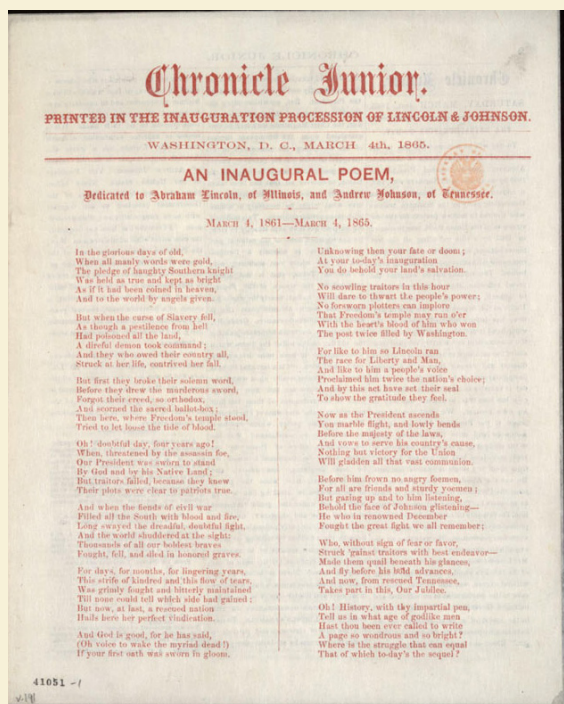 Chronicle Junior.
PRINTED IN THE INAUGURATION PROCESSION OF LINCOLN & JOHNSON.
WASHINGTON, D. C., MARCH 4th, 1865.
AN INAUGURAL POEM,
Dedicated to Abraham Lincoln, of Illinois, and Andrew Johnson, of Tennessee.
MARCH 4, 1861—MARCH 4, 1865.
In the glorious days of old,
When all manly words were gold,
The pledge of haughty Southern knight
Was held as true and kept as bright
As if it had been coined in heaven,
And to the world by angels given.
But when the curse of Slavery fell,
As though a pestilence from hell
Had poisoned all the land,
A direful demon took command;
And they who owed their country all,
Struck at her life, contrived her fall.
But first they broke their solemn word,
Before they drew the murderous sword,
Forgot their creed, so orthodox,
And scorned the sacred ballot-box;
Then here, where Freedom's temple stood,
Tried to let loose the tide of blood.
Oh! doubtful day, four years ago!
When, threatened by the assassin foe,
Our President was sworn to stand
By God and by his Native Land;
But traitors failed, because they knew
Their plots were clear to patriots true.
And when the fiends of civil war
Filled all the South with blood and fire,
Long swayed the dreadful, doubtful fight,
And the world shuddered at the sight:
Thousands of all our boldest braves
Fought, fell, and died in honored graves.
For days, for months, for lingering years,
This strife of kindred and this flow of tears,
Was grimly fought and bitterly maintained
Till none could tell which side had gained;
But now, at last, a rescued nation
Hails here her perfect vindication.
And God is good, for he has said,
(Oh voice to wake the myriad dead!)
If your first oath was sworn in gloom,
Unknowing then your fate or doom;
At your to-day's inauguration
You do behold your land's salvation.
No scowling traitors in this hour
Will dare to thwart the people's power;
No forsworn plotters can implore
That Freedom's temple may run o'er
With the heart's blood of him who won
The post twice filled by Washington.
For like to him so Lincoln ran
The race for Liberty and Man,
And like to him a people's voice
Proclaimed him twice the nation's choice;
And by this act have set their seal
To show the gratitude they feel.
Now as the President ascends
Yon marble flight, and lowly bends
Before the majesty of the laws,
And vows to serve his country's cause,
Nothing but victory for the Union
Will gladden all that vast communion.
Before him frown no angry foemen,
For all are friends and sturdy yoemen;
But gazing up and to him listening,
Behold the face of Johnson glistening—
He who in renowned December
Fought the great fight we all remember;
Who, without sign of fear or favor,
Struck 'gainst traitors with best endeavor—
Made them quail beneath his glances,
And fly before his bold advances,
And now, from rescued Tennessee,
Takes part in this, Our Jubilee.
Oh! History, with thy impartial pen,
Tell us in what age of godlike men
Hast thou been ever called to write
A page so wondrous and so bright?
Where is the struggle that can equal
That of which to-day's the sequel?
41051 -1